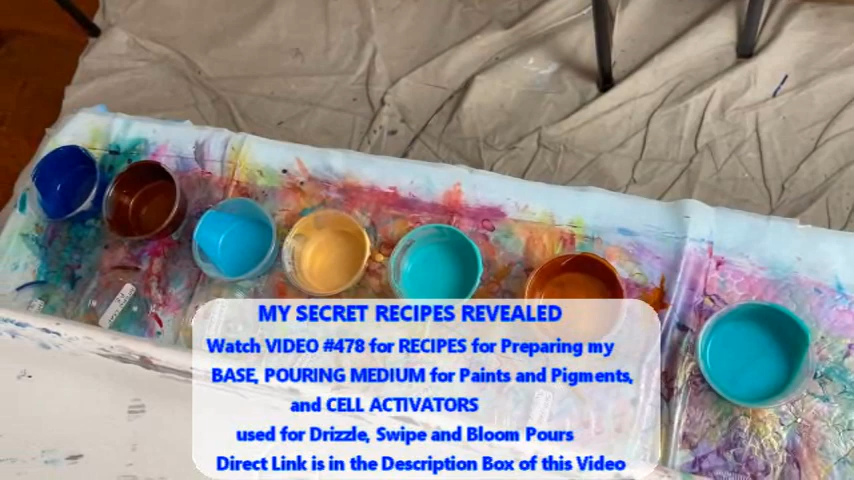 MY SECRET RECIPES REVEALED
Watch VIDEO #478 for RECIPES for Preparing my
BASE, POURING MEDIUM for Paints and Pigments,
and CELL ACTIVATORS
used for Drizzle, Swipe and Bloom Pours
Direct Link is in the Description Box of this Video